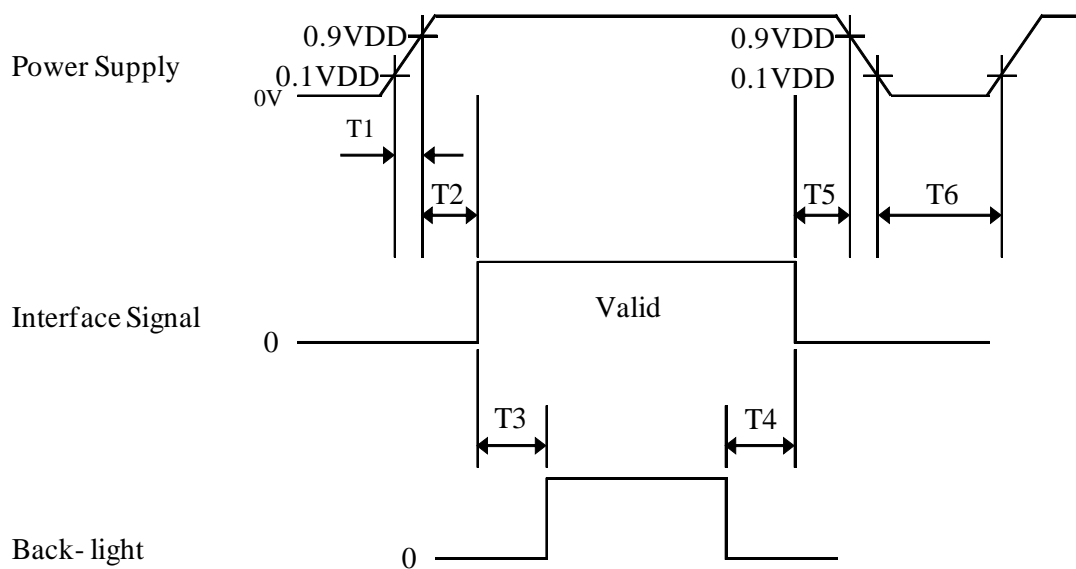 0.9VDD
0.9VDD
Power Supply
0.1VDD
0.1VDD
0V
T1
T2
T5
T6
Interface Signal
Valid
0
T3
T4
Back- light
0